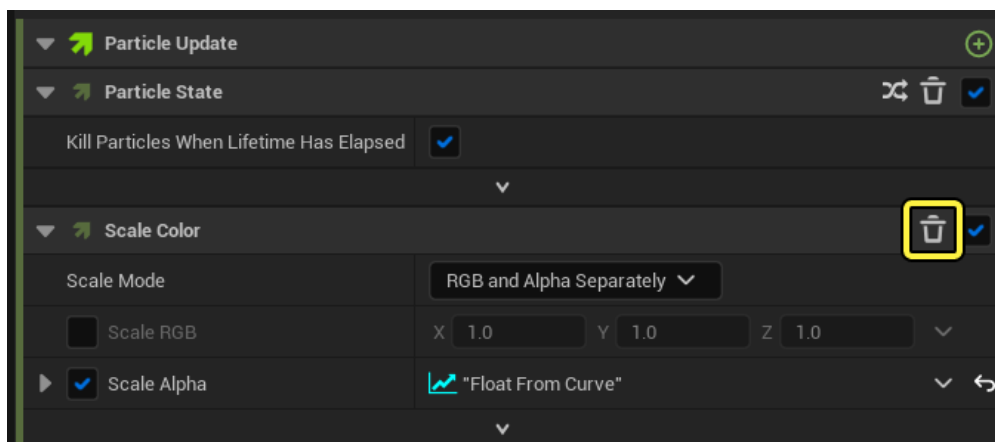 Particle Update
Particle State
Kill Particles When Lifetime Has Elapsed
Scale Color
Scale Mode RGB and Alpha Separately
Scale RGB X 1.0 Y 1.0 Z 1.0
Scale Alpha "Float From Curve"